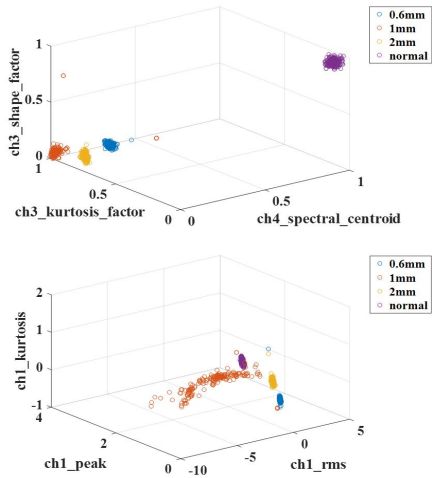 1
0.6mm
1mm
2mm
normal
ch3_shape_factor
0.5
0
1
0.5
0
ch3_kurtosis_factor
0
0.5
1
ch4_spectral_centroid
2
0.6mm
1mm
2mm
normal
ch1_kurtosis
1
0
-1
4
2
0
ch1_peak
-10
-5
0
5
ch1_rms